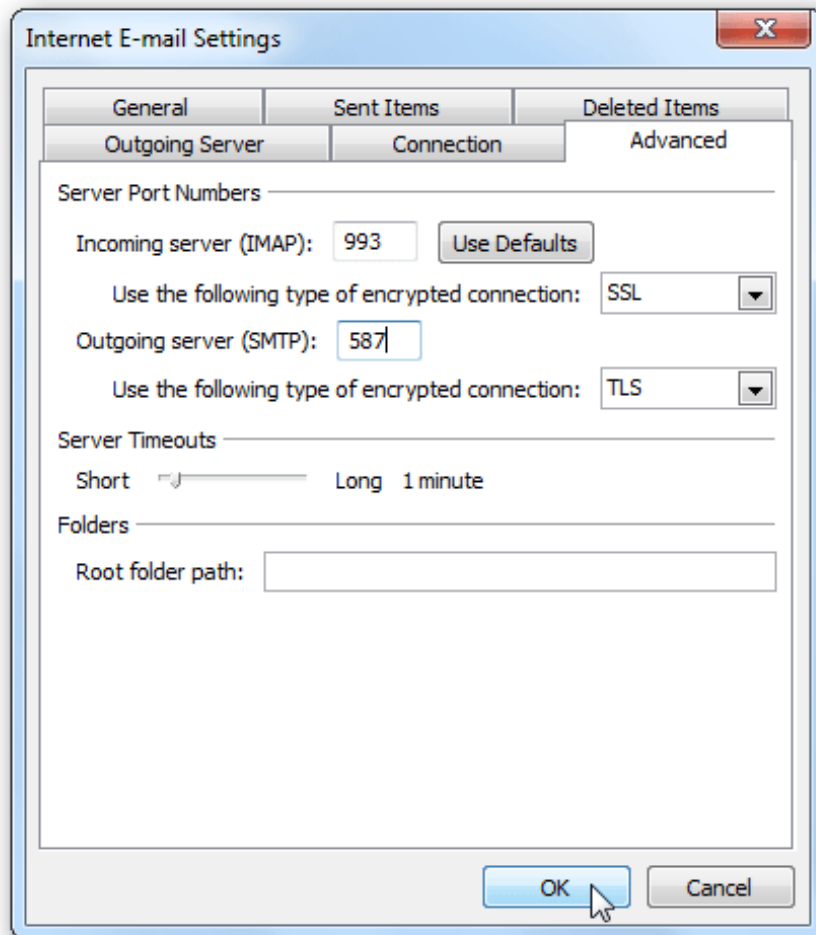 Internet E-mail Settings
General Sent Items Deleted Items
Outgoing Server Connection Advanced
Server Port Numbers
Incoming server (IMAP): 993 Use Defaults
Use the following type of encrypted connection: SSL
Outgoing server (SMTP): 587
Use the following type of encrypted connection: TLS
Server Timeouts
Short Long 1 minute
Folders
Root folder path:
OK Cancel